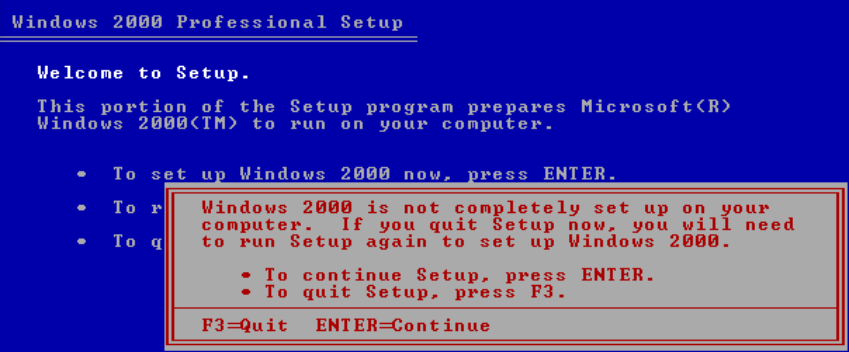 Windows 2000 Professional Setup
Welcome to Setup.
This portion of the Setup program prepares Microsoft(R)
Windows 2000(TM) to run on your computer.
• To set up Windows 2000 now, press ENTER.
• To r
• To q
Windows 2000 is not completely set up on your
computer. If you quit Setup now, you will need
to run Setup again to set up Windows 2000.
• To continue Setup, press ENTER.
• To quit Setup, press F3.
F3=Quit ENTER=Continue